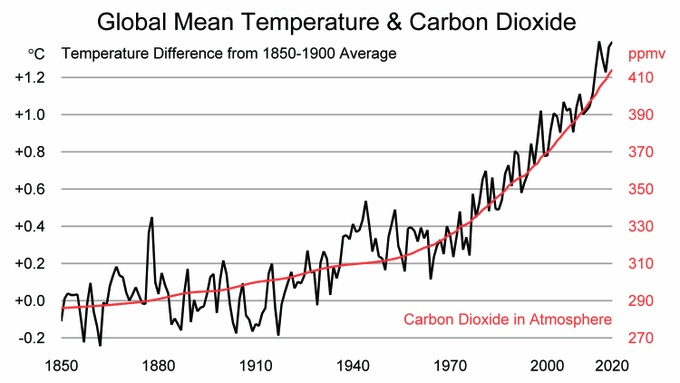 Global Mean Temperature & Carbon Dioxide
°C Temperature Difference from 1850-1900 Average ppmv
+1.2 410
+1.0 390
+0.8 370
+0.6 350
+0.4 330
+0.2 310
+0.0 290
Carbon Dioxide in Atmosphere
-0.2 270
1850 1880 1910 1940 1970 2000 2020